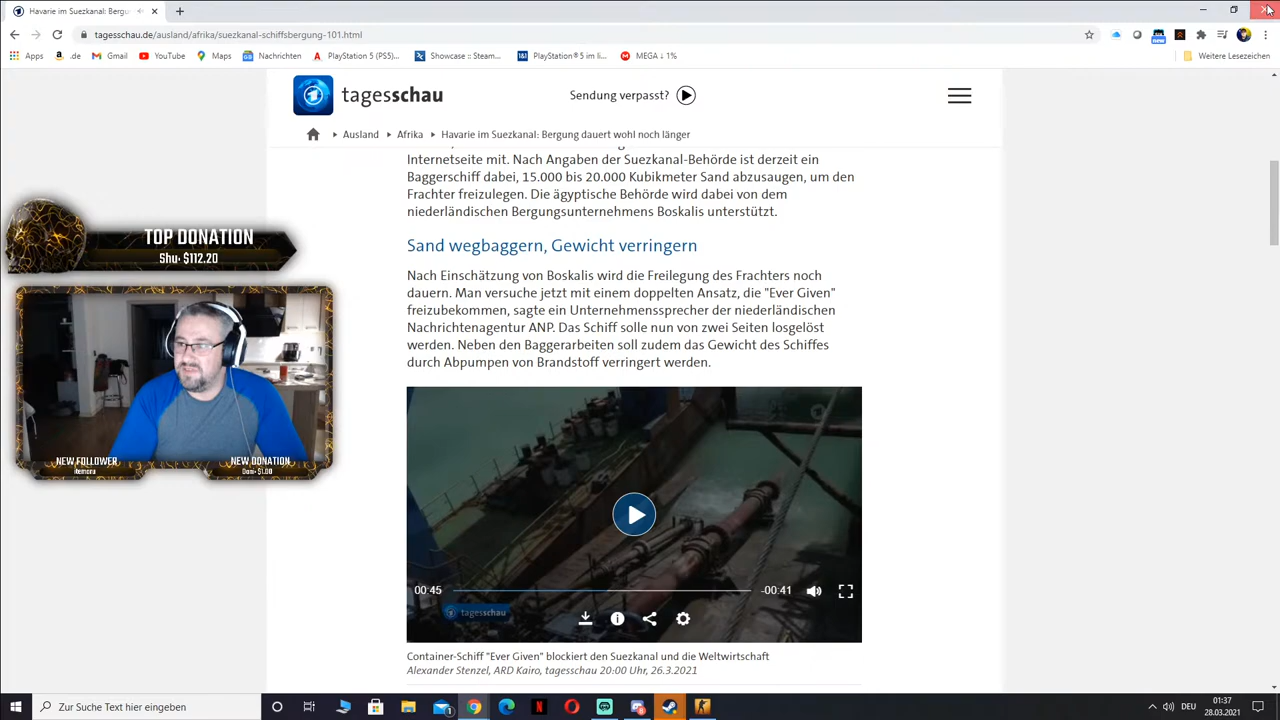 Havarie im Suezkanal: Bergu
tagesschau.de/ausland/afrika/suezkanal-schiffsbergung-101.html
Apps
.de
Gmail
YouTube
Maps
Nachrichten
PlayStation 5 (PS5)...
Showcase :: Steam...
PlayStation®5 im li...
MEGA ↓ 1%
Weitere Lesezeichen
tagesschau
Sendung verpasst?
Ausland
Afrika
Havarie im Suezkanal: Bergung dauert wohl noch länger
Internetseite mit. Nach Angaben der Suezkanal-Behörde ist derzeit ein
Baggerschiff dabei, 15.000 bis 20.000 Kubikmeter Sand abzusaugen, um den
Frachter freizulegen. Die ägyptische Behörde wird dabei von dem
niederländischen Bergungsunternehmens Boskalis unterstützt.
Sand wegbaggern, Gewicht verringern
Nach Einschätzung von Boskalis wird die Freilegung des Frachters noch
dauern. Man versuche jetzt mit einem doppelten Ansatz, die "Ever Given"
freizubekommen, sagte ein Unternehmenssprecher der niederländischen
Nachrichtenagentur ANP. Das Schiff solle nun von zwei Seiten losgelöst
werden. Neben den Baggerarbeiten soll zudem das Gewicht des Schiffes
durch Abpumpen von Brandstoff verringert werden.
TOP DONATION
Shu: $112.20
NEW FOLLOWER
NEW DONATION
$1.00
00:45
-00:41
tagesschau
Container-Schiff "Ever Given" blockiert den Suezkanal und die Weltwirtschaft
Alexander Stenzel, ARD Kairo, tagesschau 20:00 Uhr, 26.3.2021
Zur Suche Text hier eingeben
DEU
01:37
28.03.2021